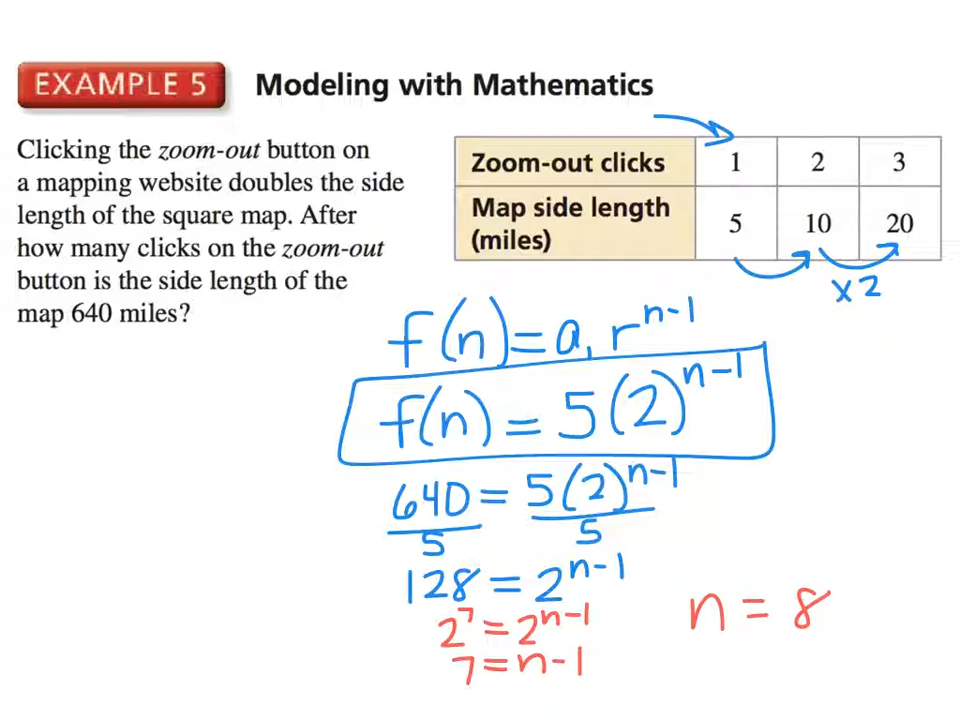 EXAMPLE 5 Modeling with Mathematics
Clicking the zoom-out button on
a mapping website doubles the side
length of the square map. After
how many clicks on the zoom-out
button is the side length of the
map 640 miles?
Zoom-out clicks 1 2 3
Map side length
(miles) 5 10 20
x2
f(n) = a₁ r^(n-1)
f(n) = 5(2)^(n-1)
640/5 = 5(2)^(n-1)/5
128 = 2^(n-1)
2^7 = 2^(n-1)
7 = n-1
n = 8